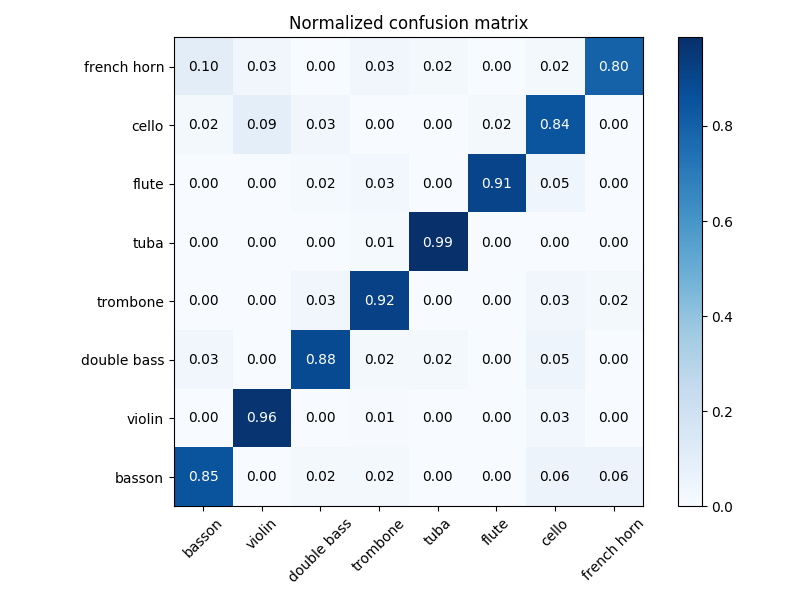 Normalized confusion matrix
french horn 0.10 0.03 0.00 0.03 0.02 0.00 0.02 0.80
cello 0.02 0.09 0.03 0.00 0.00 0.02 0.84 0.00
flute 0.00 0.00 0.02 0.03 0.00 0.91 0.05 0.00
tuba 0.00 0.00 0.00 0.01 0.99 0.00 0.00 0.00
trombone 0.00 0.00 0.03 0.92 0.00 0.00 0.03 0.02
double bass 0.03 0.00 0.88 0.02 0.02 0.00 0.05 0.00
violin 0.00 0.96 0.00 0.01 0.00 0.00 0.03 0.00
basson 0.85 0.00 0.02 0.02 0.00 0.00 0.06 0.06
basson violin double bass trombone tuba flute cello french horn
0.8
0.6
0.4
0.2
0.0